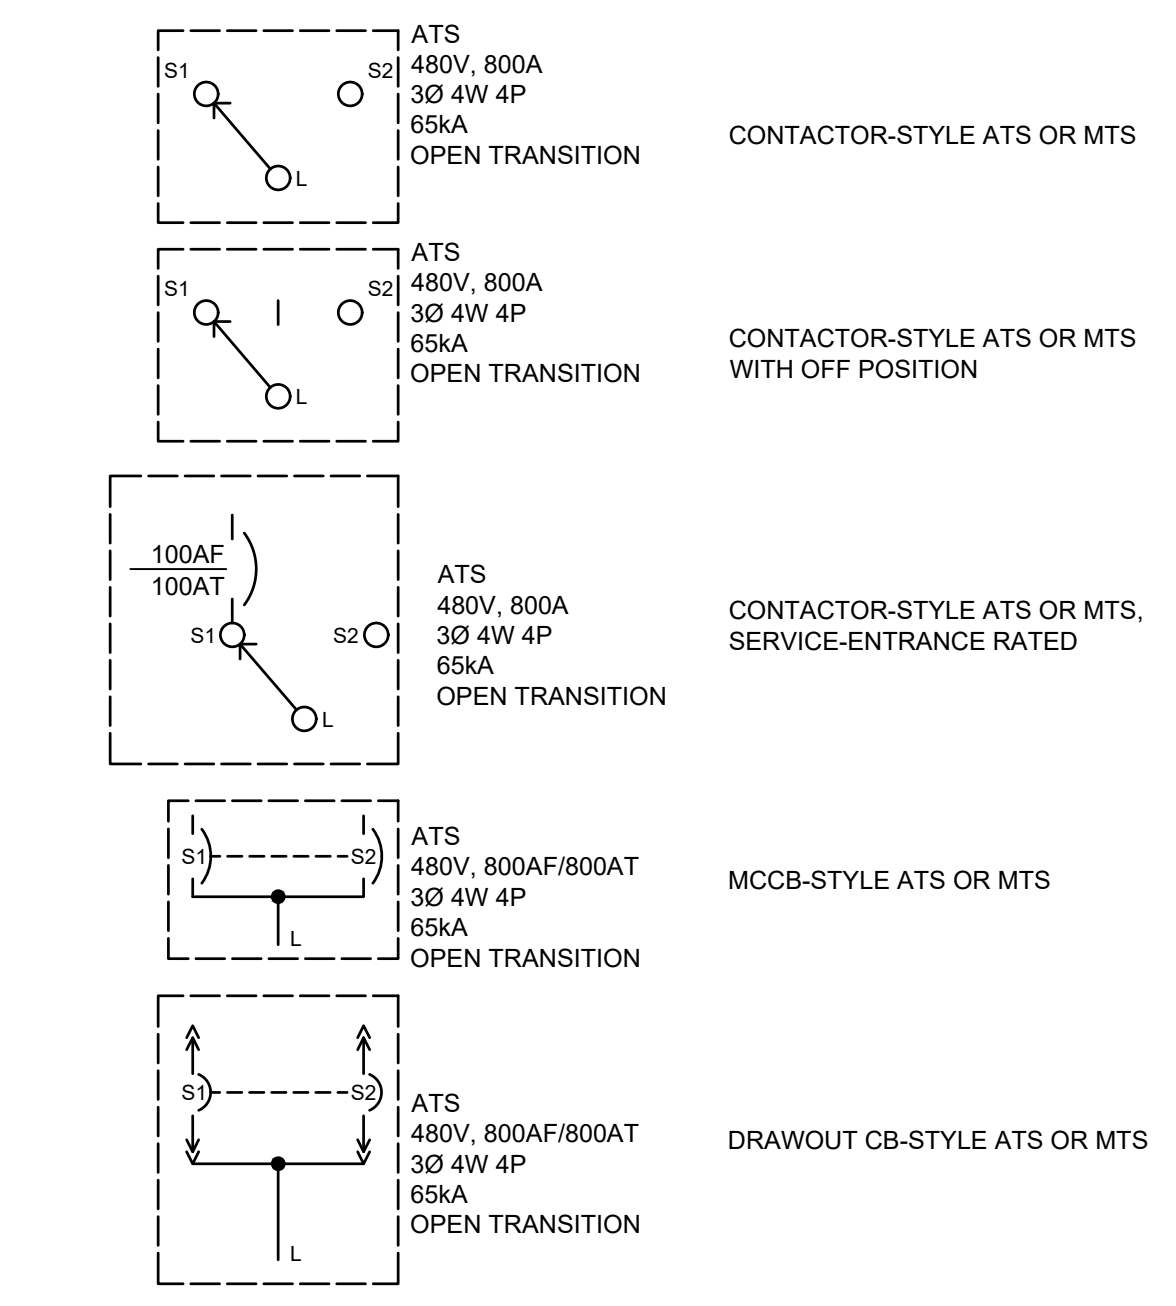 ATS
S1
S2
480V, 800A
3Ø 4W 4P
65kA
OPEN TRANSITION
L
CONTACTOR-STYLE ATS OR MTS
ATS
S1
S2
480V, 800A
3Ø 4W 4P
65kA
OPEN TRANSITION
L
CONTACTOR-STYLE ATS OR MTS
WITH OFF POSITION
100AF
100AT
S1
S2
L
ATS
480V, 800A
3Ø 4W 4P
65kA
OPEN TRANSITION
CONTACTOR-STYLE ATS OR MTS,
SERVICE-ENTRANCE RATED
S1
S2
L
ATS
480V, 800AF/800AT
3Ø 4W 4P
65kA
OPEN TRANSITION
MCCB-STYLE ATS OR MTS
S1
S2
L
ATS
480V, 800AF/800AT
3Ø 4W 4P
65kA
OPEN TRANSITION
DRAWOUT CB-STYLE ATS OR MTS